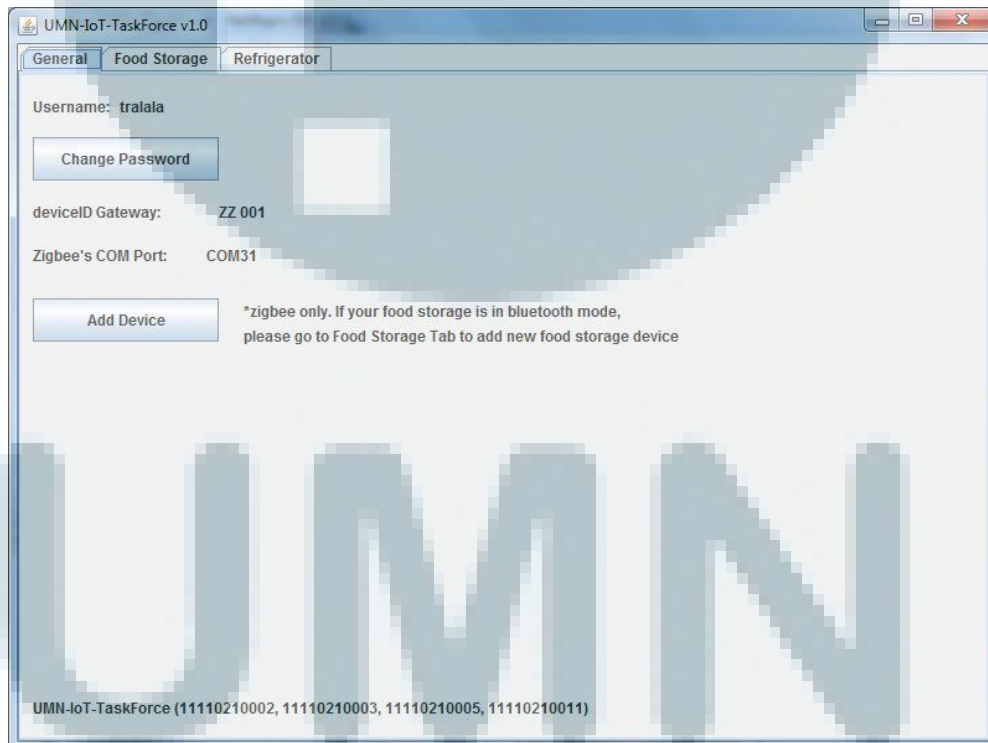 UMN-IoT-TaskForce v1.0
General Food Storage Refrigerator
Username: tralala
Change Password
deviceID Gateway: ZZ 001
Zigbee's COM Port: COM31
Add Device
*zigbee only. If your food storage is in bluetooth mode,
please go to Food Storage Tab to add new food storage device
UMN
UMN-IoT-TaskForce (11110210002, 11110210003, 11110210005, 11110210011)